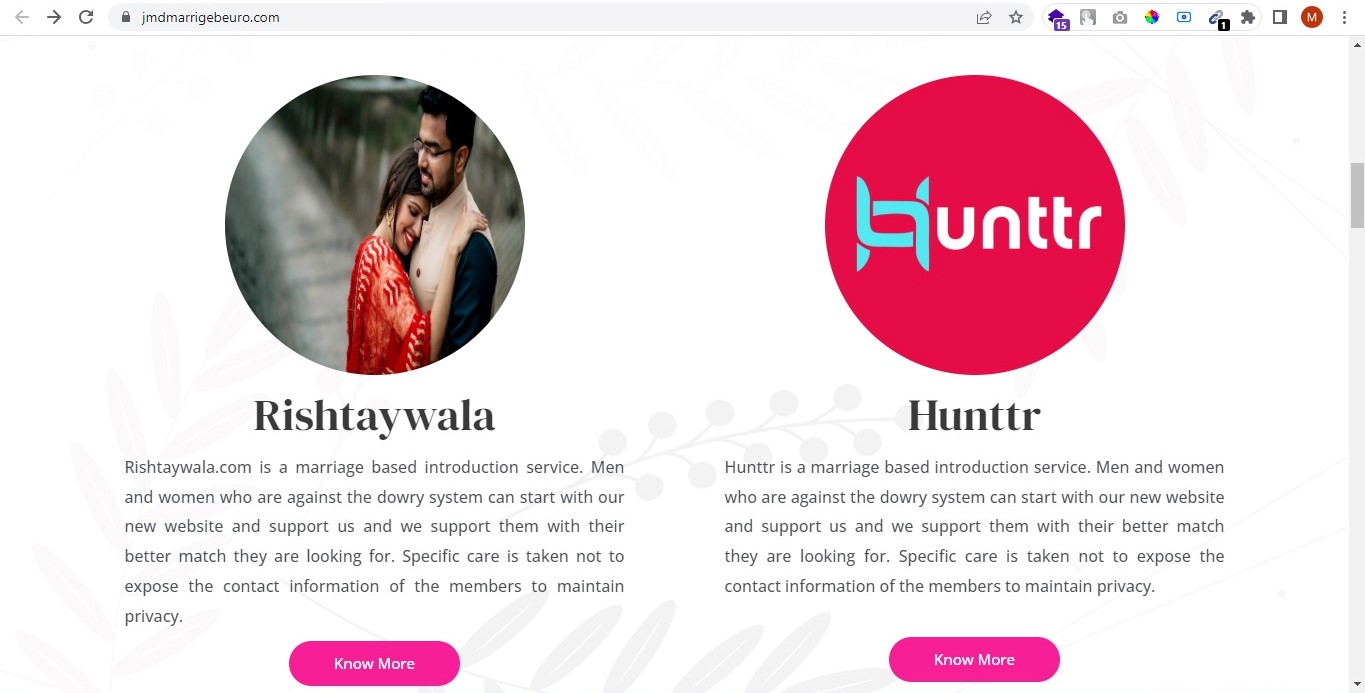 jmdmarrigebeuro.com
15
1
M
Hunttr
Rishtaywala
Rishtaywala.com is a marriage based introduction service. Men
and women who are against the dowry system can start with our
new website and support us and we support them with their
better match they are looking for. Specific care is taken not to
expose the contact information of the members to maintain
privacy.
Know More
Hunttr
Hunttr is a marriage based introduction service. Men and women
who are against the dowry system can start with our new website
and support us and we support them with their better match
they are looking for. Specific care is taken not to expose the
contact information of the members to maintain privacy.
Know More